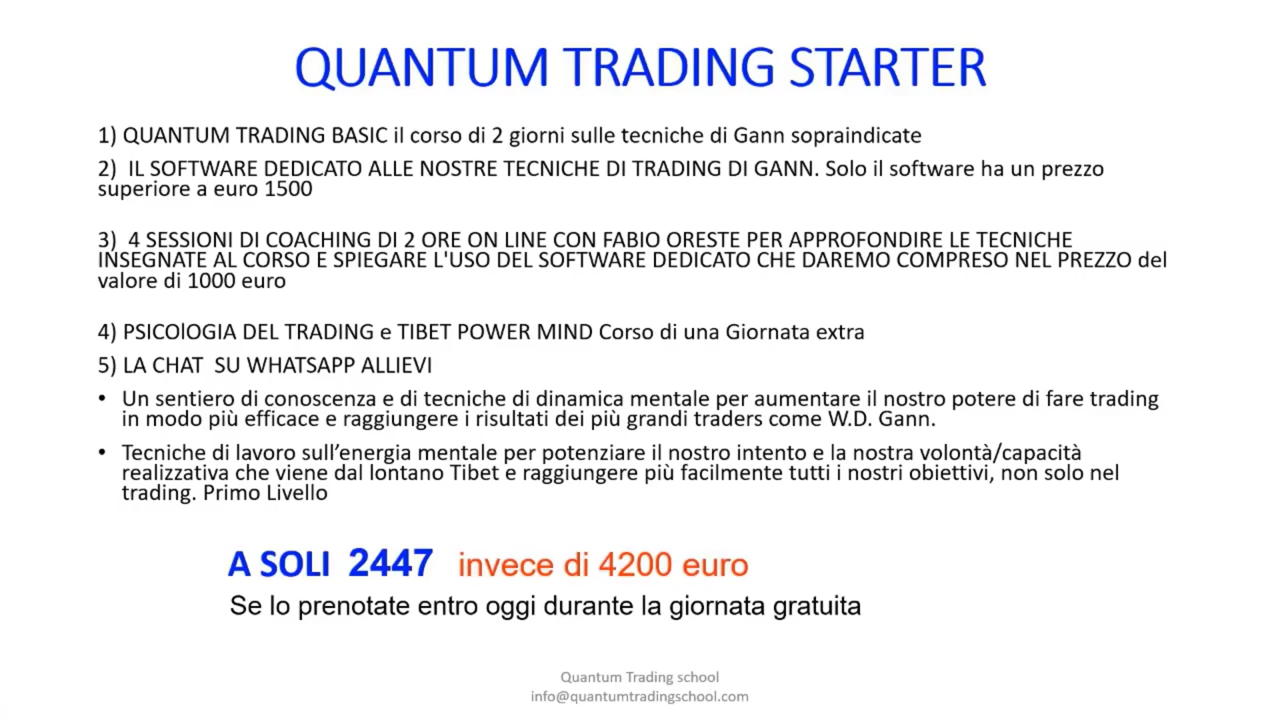 QUANTUM TRADING STARTER
1) QUANTUM TRADING BASIC il corso di 2 giorni sulle tecniche di Gann sopraindicate
2)  IL SOFTWARE DEDICATO ALLE NOSTRE TECNICHE DI TRADING DI GANN. Solo il software ha un prezzo
superiore a euro 1500
3)  4 SESSIONI DI COACHING DI 2 ORE ON LINE CON FABIO ORESTE PER APPROFONDIRE LE TECNICHE
INSEGNATE AL CORSO E SPIEGARE L'USO DEL SOFTWARE DEDICATO CHE DAREMO COMPRESO NEL PREZZO del
valore di 1000 euro
4) PSICOlOGIA DEL TRADING e TIBET POWER MIND Corso di una Giornata extra
5) LA CHAT  SU WHATSAPP ALLIEVI
• Un sentiero di conoscenza e di tecniche di dinamica mentale per aumentare il nostro potere di fare trading
in modo più efficace e raggiungere i risultati dei più grandi traders come W.D. Gann.
• Tecniche di lavoro sull’energia mentale per potenziare il nostro intento e la nostra volontà/capacità
realizzativa che viene dal lontano Tibet e raggiungere più facilmente tutti i nostri obiettivi, non solo nel
trading. Primo Livello
A SOLI  2447  invece di 4200 euro
Se lo prenotate entro oggi durante la giornata gratuita
Quantum Trading school
info@quantumtradingschool.com